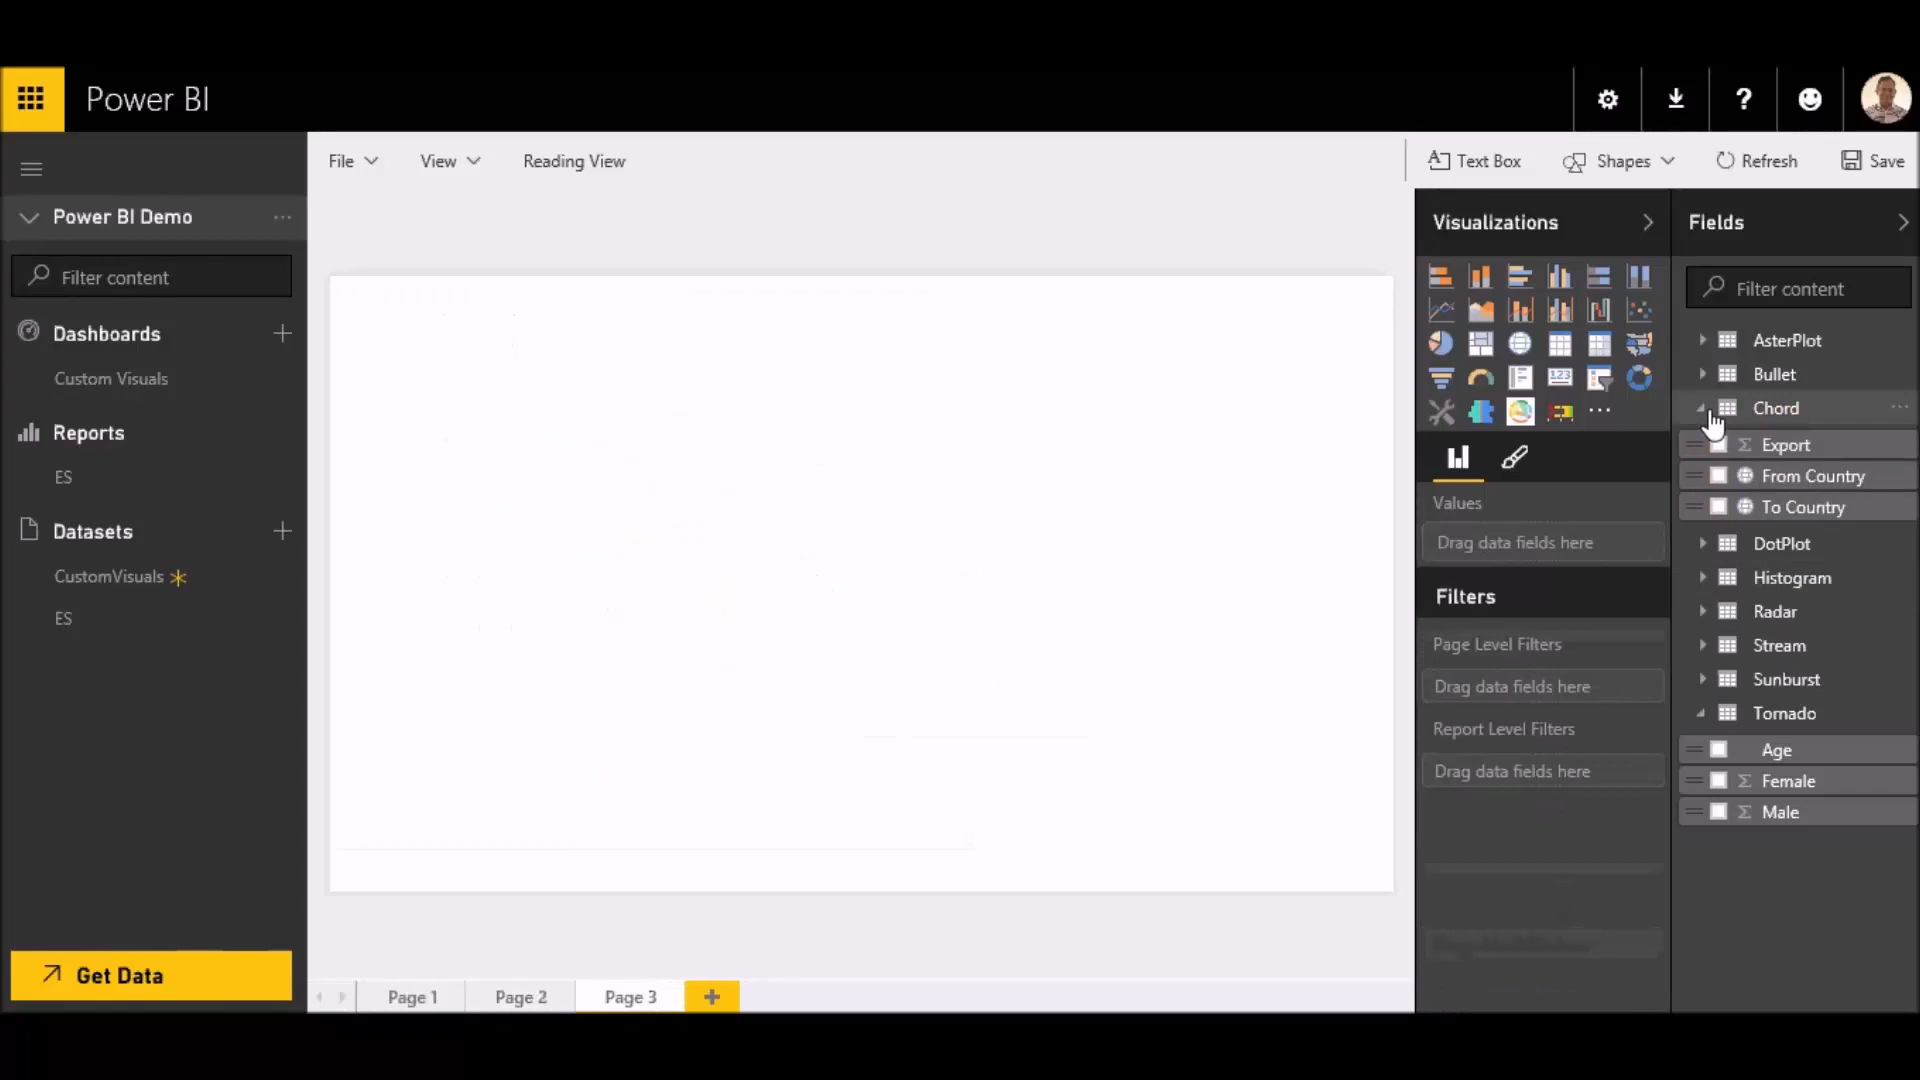 Power BI
?
File
View
Reading View
Text Box
Shapes
Refresh
Save
Power BI Demo
Filter content
Dashboards
Custom Visuals
Reports
ES
Datasets
CustomVisuals
ES
Get Data
Page 1
Page 2
Page 3
Visualizations
123
Values
Drag data fields here
Filters
Page Level Filters
Drag data fields here
Report Level Filters
Drag data fields here
Fields
Filter content
AsterPlot
Bullet
Chord
Σ Export
From Country
To Country
DotPlot
Histogram
Radar
Stream
Sunburst
Tornado
Age
Σ Female
Σ Male